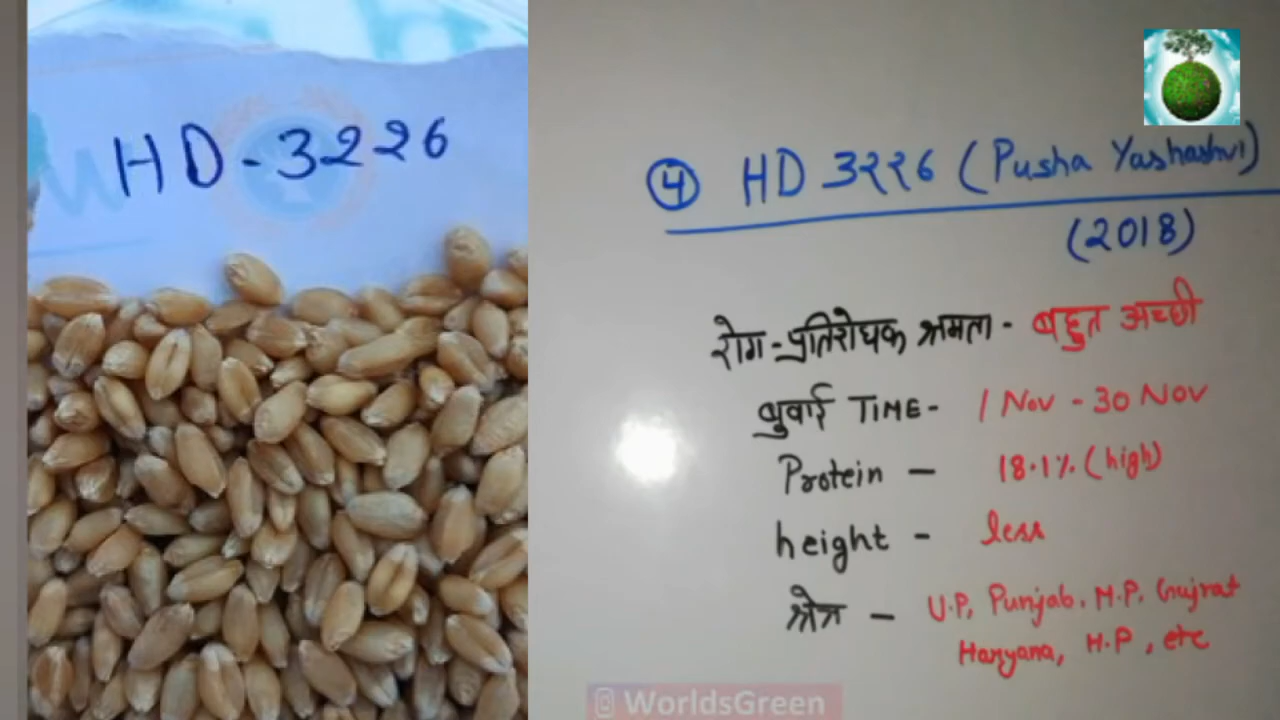 HD-3226
④ HD 3226 (Pusha Yashashvi)
(2018)
रोग-प्रतिरोधक क्षमता - बहुत अच्छी
बुवाई TIME - 1 Nov - 30 Nov
Protein - 18.1% (high)
height - less
क्षेत्र - U.P, Punjab, M.P, Gujrat
Haryana, H.P, etc
@WorldsGreen